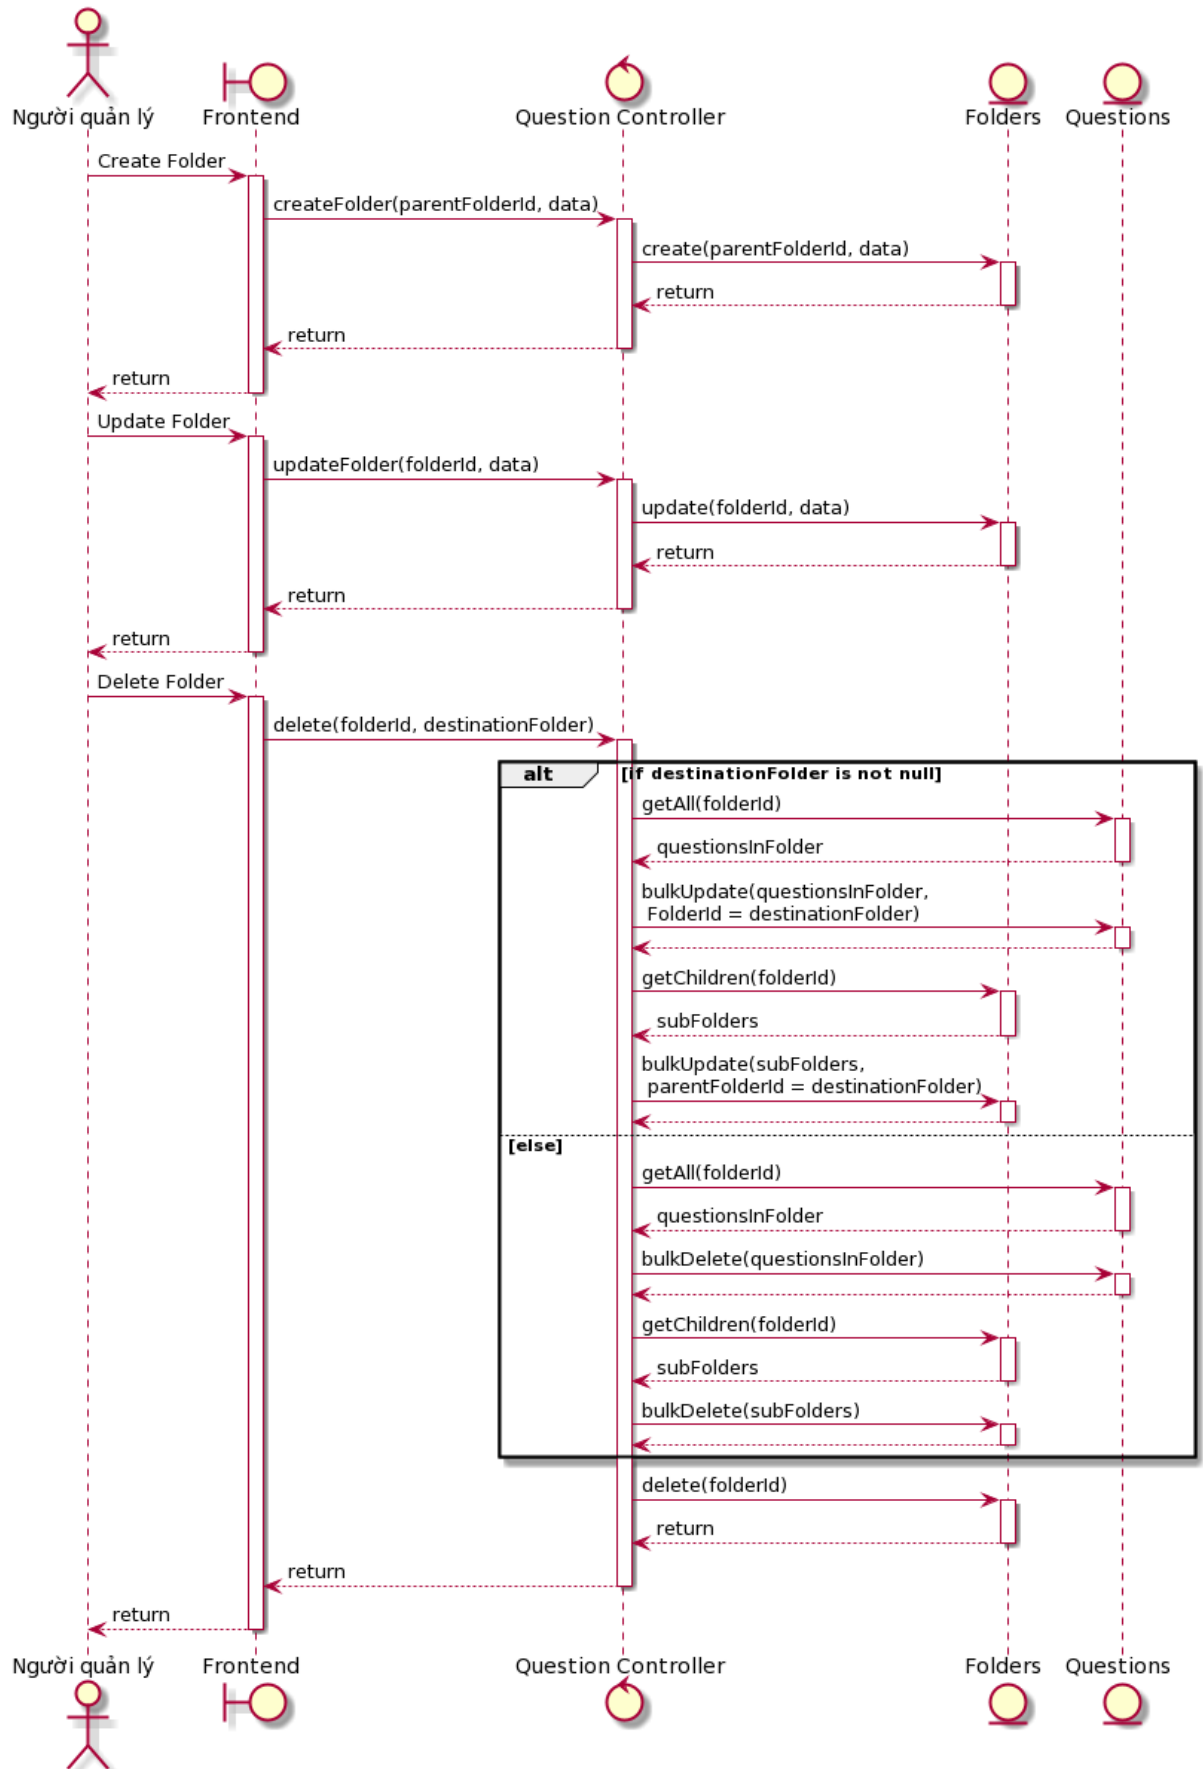 Người quản lý
Frontend
Question Controller
Folders
Questions
Create Folder
createFolder(parentFolderId, data)
create(parentFolderId, data)
return
return
return
Update Folder
updateFolder(folderId, data)
update(folderId, data)
return
return
return
Delete Folder
delete(folderId, destinationFolder)
alt
[if destinationFolder is not null]
getAll(folderId)
questionsInFolder
bulkUpdate(questionsInFolder,
FolderId = destinationFolder)
getChildren(folderId)
subFolders
bulkUpdate(subFolders,
parentFolderId = destinationFolder)
[else]
getAll(folderId)
questionsInFolder
bulkDelete(questionsInFolder)
getChildren(folderId)
subFolders
bulkDelete(subFolders)
delete(folderId)
return
return
return
Người quản lý
Frontend
Question Controller
Folders
Questions